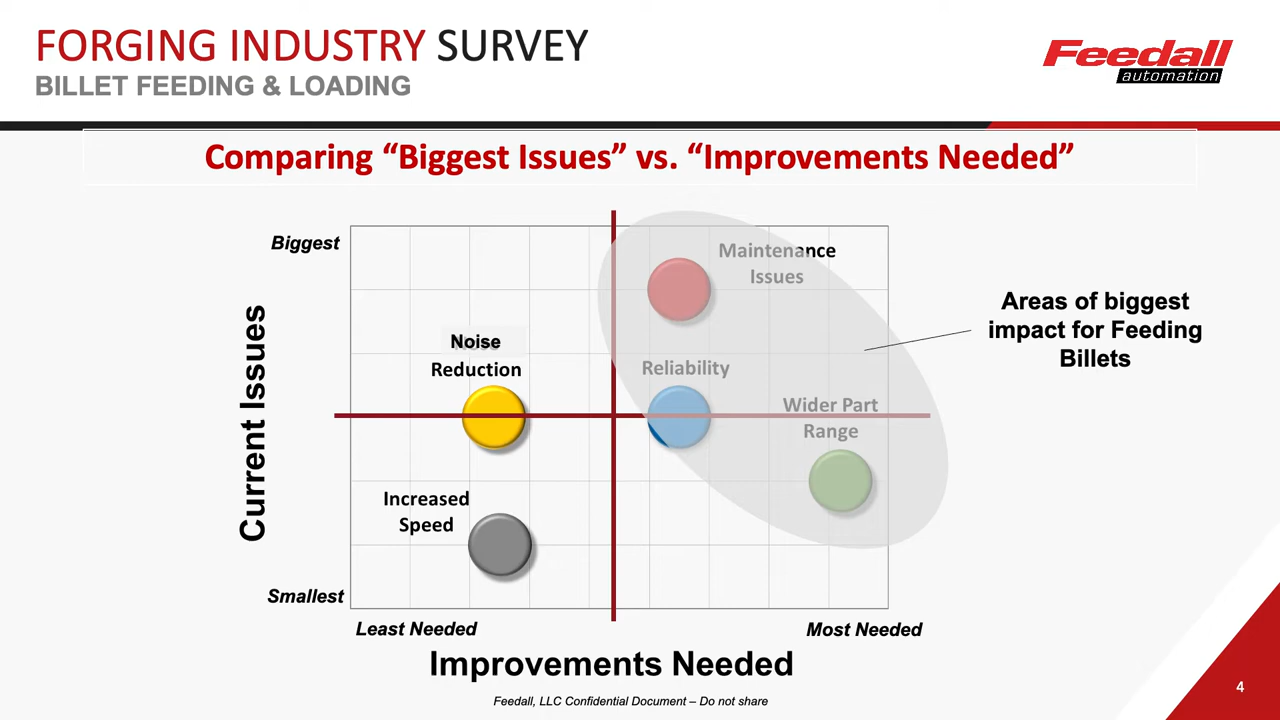 FORGING INDUSTRY SURVEY
BILLET FEEDING & LOADING
Feedall
automation
Comparing “Biggest Issues” vs. “Improvements Needed”
Biggest
Maintenance
Issues
Areas of biggest
impact for Feeding
Billets
Noise
Reduction
Reliability
Wider Part
Range
Current Issues
Increased
Speed
Smallest
Least Needed
Most Needed
Improvements Needed
Feedall, LLC Confidential Document – Do not share
4